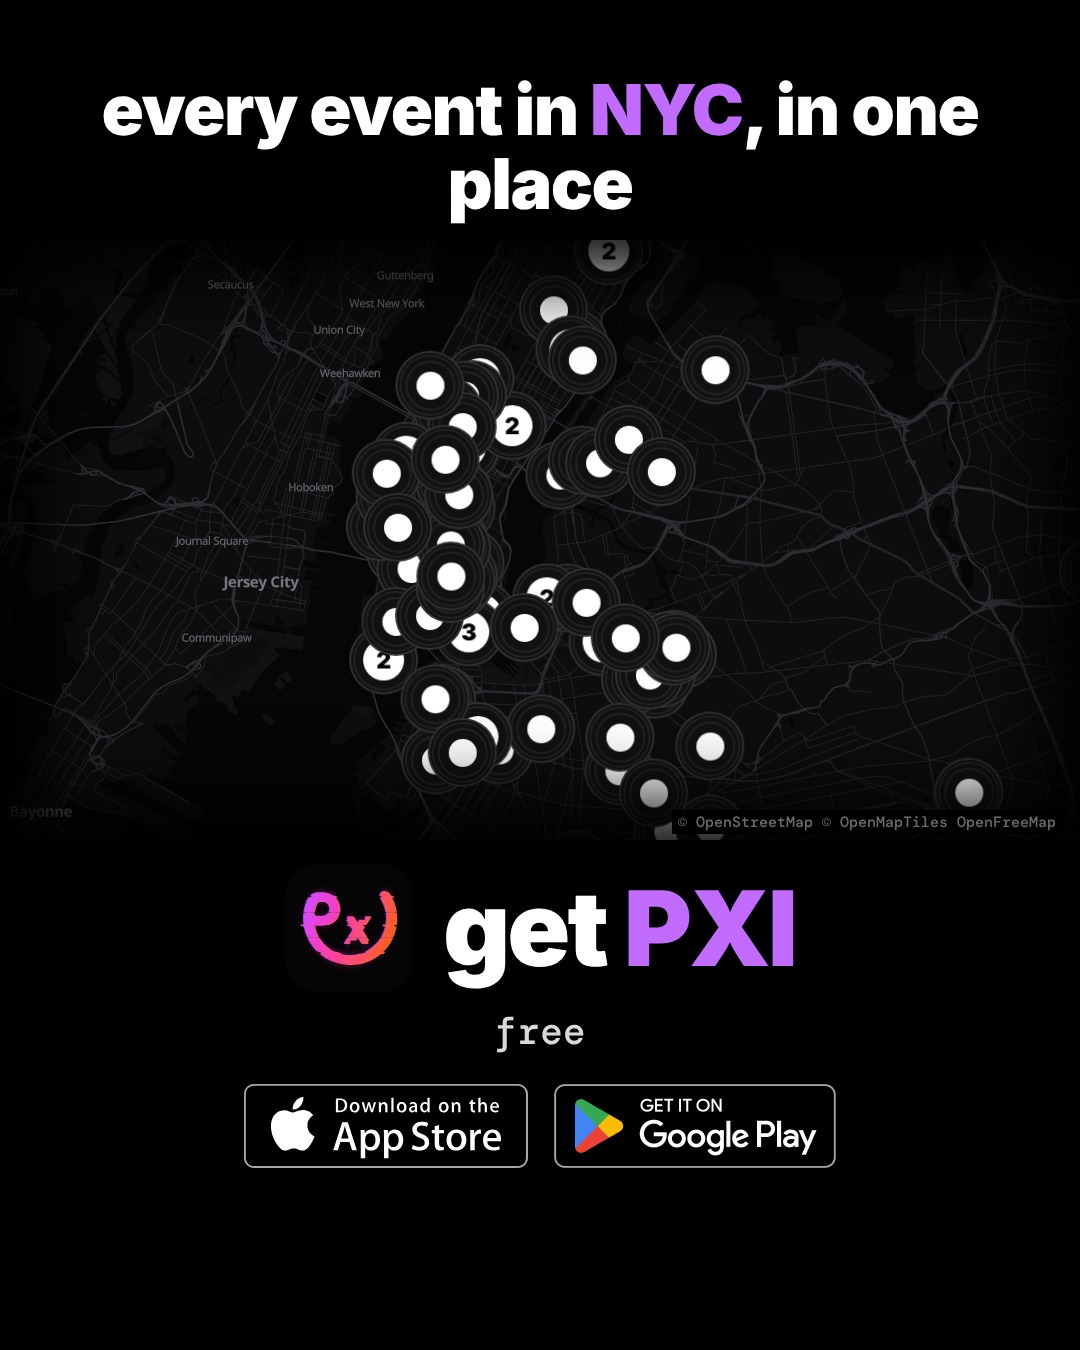 every event in NYC, in one
place
2
Guttenberg
Secaucus
West New York
Union City
Weehawken
2
Hoboken
Journal Square
Jersey City
2
3
Communipaw
2
Bayonne
© OpenStreetMap © OpenMapTiles OpenFreeMap
Px
get PXI
free
Download on the
App Store
GET IT ON
Google Play